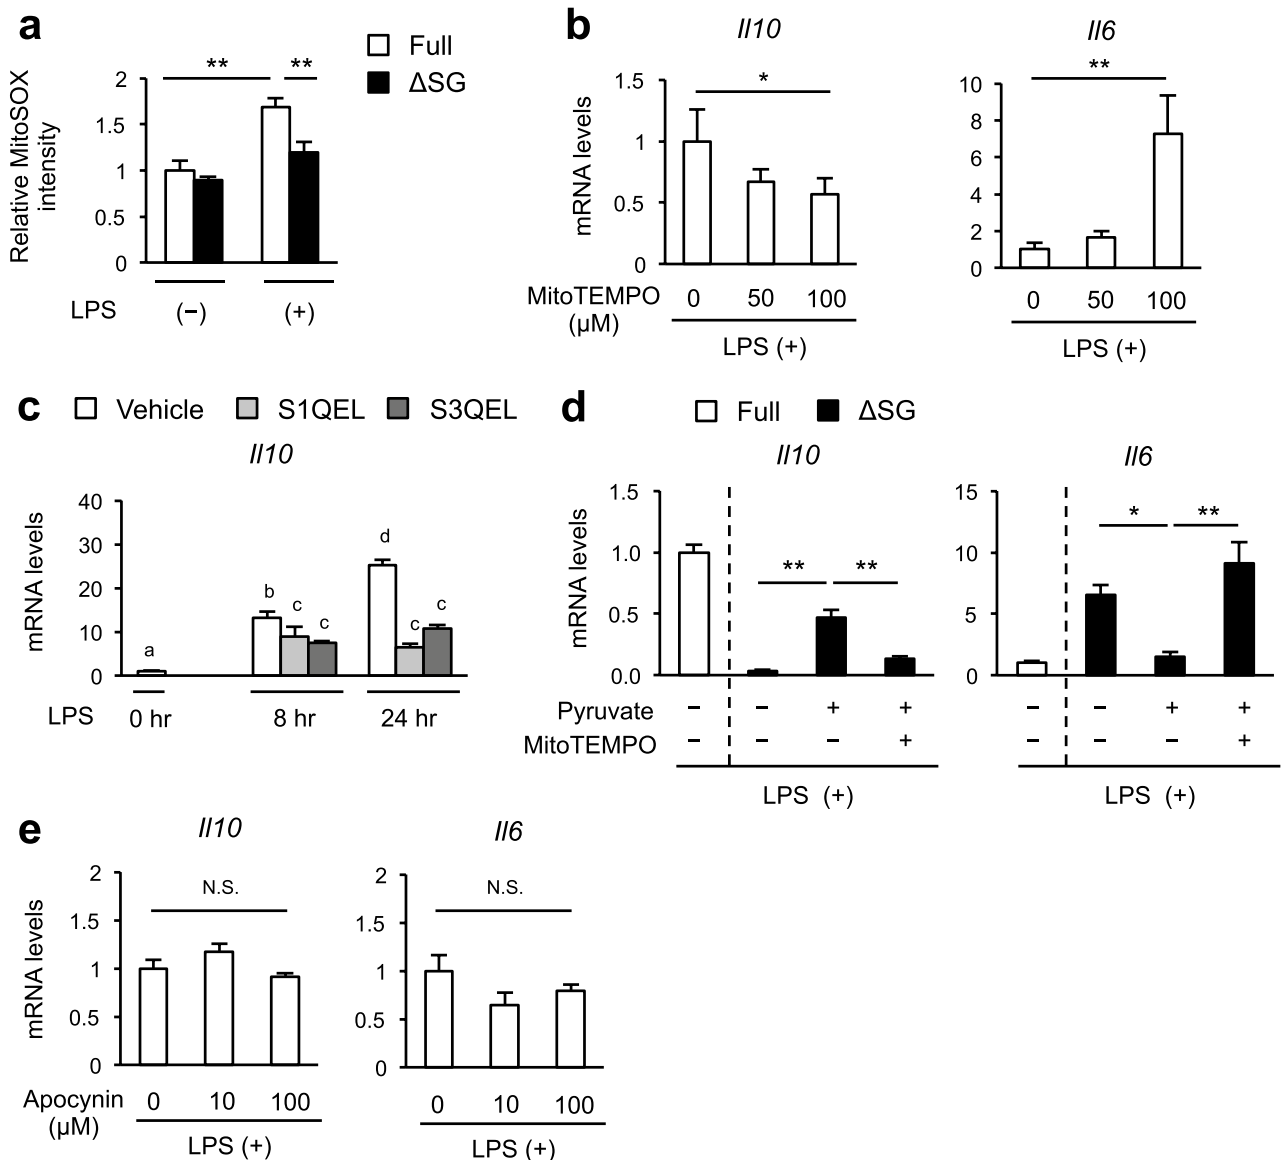 a
Full
ΔSG
Relative MitoSOX
intensity
2
1.5
1
0.5
0
** **
LPS (−) (+)
b
Il10
mRNA levels
1.5
1
0.5
0
*
MitoTEMPO 0 50 100
(μM)
LPS (+)
Il6
10
8
6
4
2
0
**
0 50 100
LPS (+)
c
Vehicle S1QEL S3QEL
Il10
mRNA levels
40
30
20
10
0
a b c c d c c
LPS 0 hr 8 hr 24 hr
d
Full ΔSG
Il10
mRNA levels
1.5
1.0
0.5
0.0
** **
Pyruvate − − + +
MitoTEMPO − − − +
LPS (+)
Il6
15
10
5
0
* **
− − + +
− − − +
LPS (+)
e
Il10
mRNA levels
2
1.5
1
0.5
0
N.S.
Apocynin 0 10 100
(μM)
LPS (+)
Il6
2
1.5
1
0.5
0
N.S.
0 10 100
LPS (+)